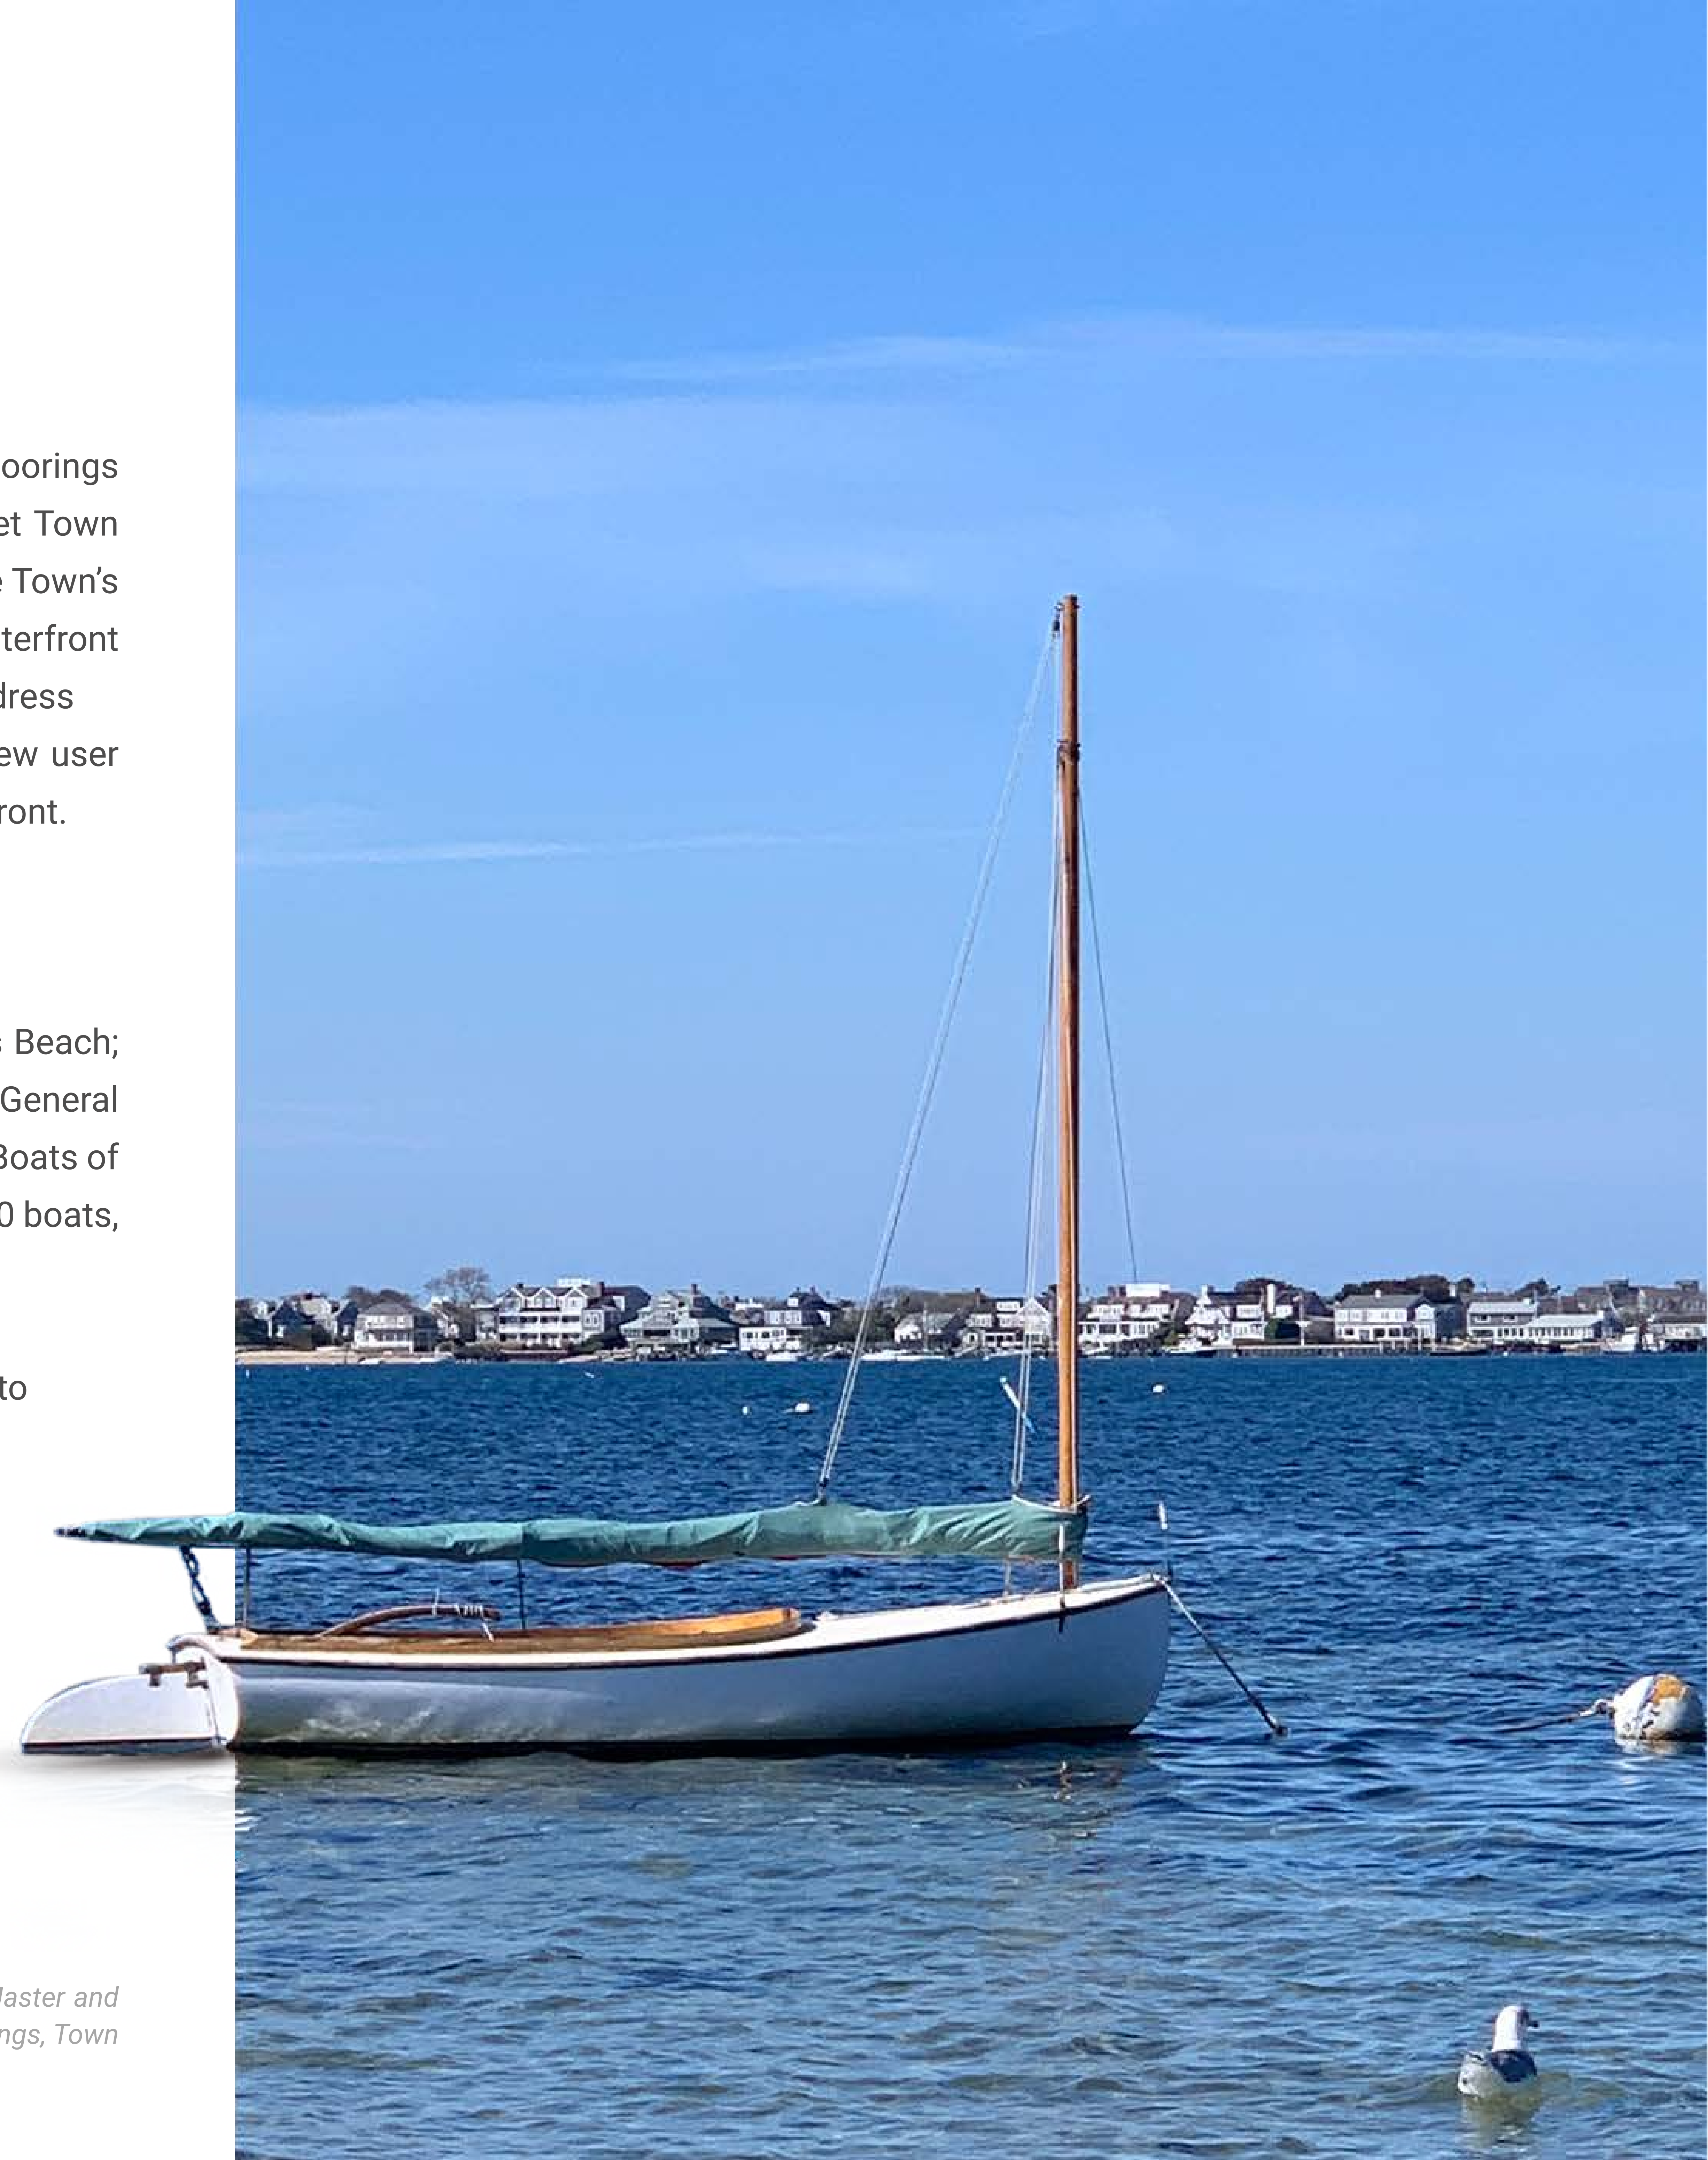 oorings
et Town
e Town’s
terfront
dress
ew user
ront.
s Beach;
General
Boats of
0 boats,
to
laster and
ngs, Town